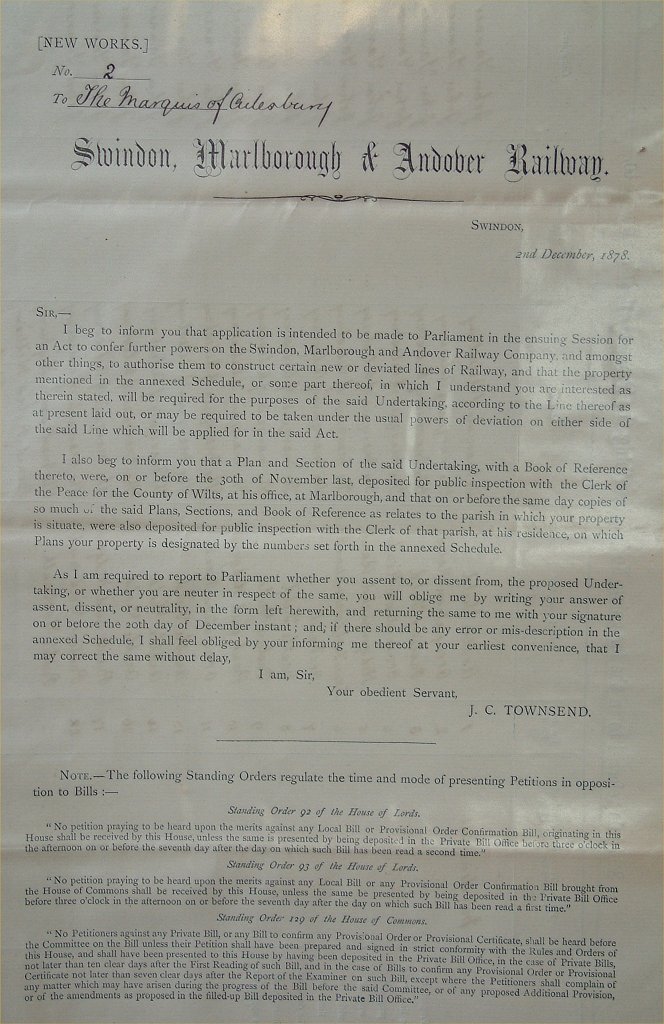 [NEW WORKS.]
No. 2
To The Marquis of Ailesbury
Swindon, Marlborough & Andover Railway.
SWINDON,
2nd December, 1878.
SIR,—
I beg to inform you that application is intended to be made to Parliament in the ensuing Session for
an Act to confer further powers on the Swindon, Marlborough and Andover Railway Company, and amongst
other things, to authorise them to construct certain new or deviated lines of Railway, and that the property
mentioned in the annexed Schedule, or some part thereof, in which I understand you are interested as
therein stated, will be required for the purposes of the said Undertaking, according to the Line thereof as
at present laid out, or may be required to be taken under the usual powers of deviation on either side of
the said Line which will be applied for in the said Act.
I also beg to inform you that a Plan and Section of the said Undertaking, with a Book of Reference
thereto, were, on or before the 30th of November last, deposited for public inspection with the Clerk of
the Peace for the County of Wilts, at his office, at Marlborough, and that on or before the same day copies of
so much of the said Plans, Sections, and Book of Reference as relates to the parish in which your property
is situate, were also deposited for public inspection with the Clerk of that parish, at his residence, on which
Plans your property is designated by the numbers set forth in the annexed Schedule.
As I am required to report to Parliament whether you assent to, or dissent from, the proposed Under-
taking, or whether you are neuter in respect of the same, you will oblige me by writing your answer of
assent, dissent, or neutrality, in the form left herewith, and returning the same to me with your signature
on or before the 20th day of December instant; and, if there should be any error or mis-description in the
annexed Schedule, I shall feel obliged by your informing me thereof at your earliest convenience, that I
may correct the same without delay,
I am, Sir,
Your obedient Servant,
J. C. TOWNSEND.
NOTE.—The following Standing Orders regulate the time and mode of presenting Petitions in opposi-
tion to Bills :—
Standing Order 92 of the House of Lords.
" No petition praying to be heard upon the merits against any Local Bill or Provisional Order Confirmation Bill, originating in this
House shall be received by this House, unless the same is presented by being deposited in the Private Bill Office before three o'clock in
the afternoon on or before the seventh day after the day on which such Bill has been read a second time."
Standing Order 93 of the House of Lords.
" No petition praying to be heard upon the merits against any Local Bill or any Provisional Order Confirmation Bill brought from
the House of Commons shall be received by this House, unless the same be presented by being deposited in the Private Bill Office
before three o'clock in the afternoon on or before the seventh day after the day on which such Bill has been read a first time."
Standing Order 129 of the House of Commons.
" No Petitioners against any Private Bill, or any Bill to confirm any Provisional Order or Provisional Certificate, shall be heard before
the Committee on the Bill unless their Petition shall have been prepared and signed in strict conformity with the Rules and Orders of
this House, and shall have been presented to this House by having been deposited in the Private Bill Office, in the case of Private Bills,
not later than ten clear days after the First Reading of such Bill, and in the case of Bills to confirm any Provisional Order or Provisional
Certificate not later than seven clear days after the Report of the Examiner on such Bill, except where the Petitioners shall complain of
any matter which may have arisen during the progress of the Bill before the said Committee, or of any proposed Additional Provision,
or of the amendments as proposed in the filled-up Bill deposited in the Private Bill Office."